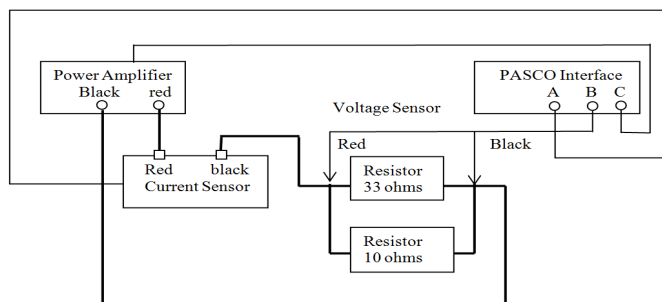 Power Amplifier
Black red
PASCO Interface
A B C
Voltage Sensor
Red Black
Red black
Current Sensor
Resistor
33 ohms
Resistor
10 ohms